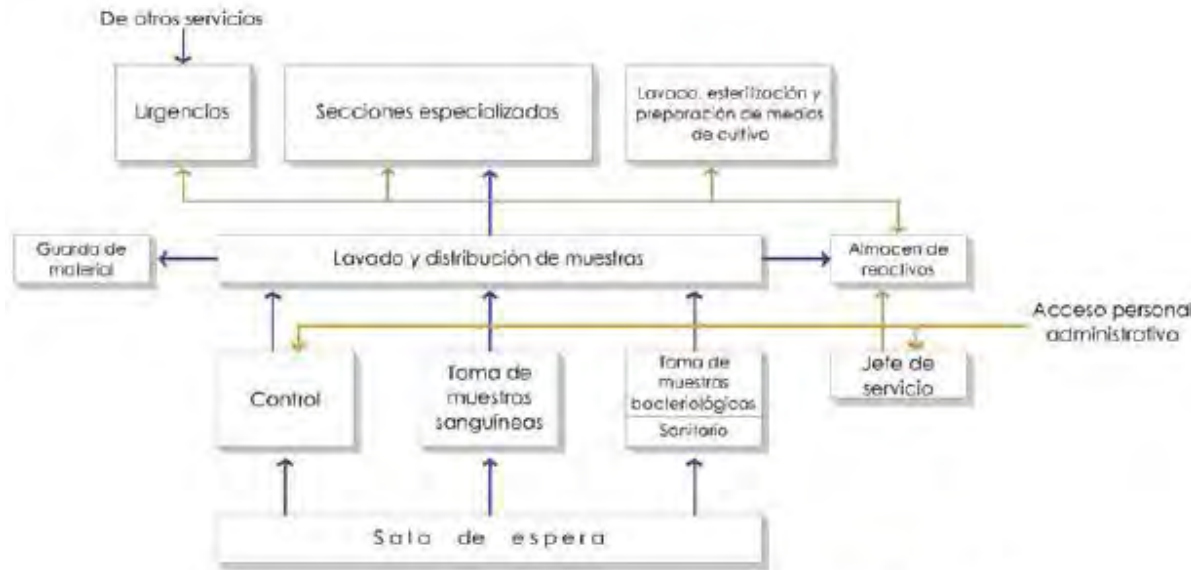 De otros servicios
Urgencias
Secciones especializadas
Lavado, esterilización y
preparación de medios
de cultivo
Guarda de
material
Lavado y distribución de muestras
Almacen de
reactivos
Acceso personal
administrativo
Control
Toma de
muestras
sanguíneas
Toma de
muestras
bacteriológicas
Sanitario
Jefe de
servicio
Sala de espera